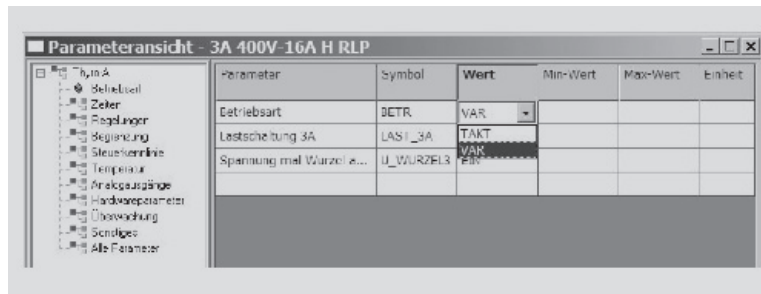 Parameteransicht - 3A 400V-16A H RLP
Thyro-A
Betriebsart
Zeiten
Regelungen
Begrenzung
Steuerkennlinie
Temperatur
Analogausgänge
Hardwareparameter
Überwachung
Sonstiges
Alle Parameter
Parameter Symbol Wert Min-Wert Max-Wert Einheit
Betriebsart BETR VAR
Lastschaltung 3A LAST_3A TAKT
VAR
Spannung mal Wurzel a... U_WURZEL3 EIN